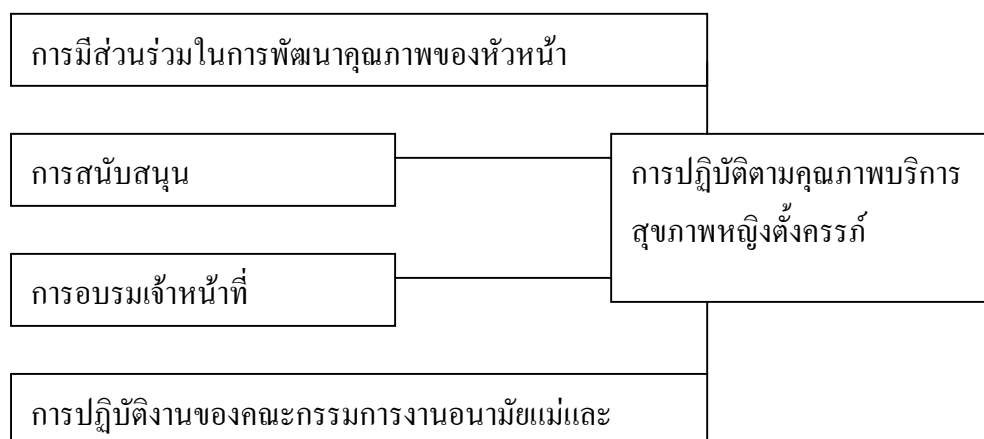 การมีส่วนร่วมในการพัฒนาคุณภาพของหัวหน้า
การสนับสนุน
การปฏิบัติตามคุณภาพบริการ
สุขภาพหญิงตั้งครรภ์
การอบรมเจ้าหน้าที่
การปฏิบัติงานของคณะกรรมการงานอนามัยแม่และ